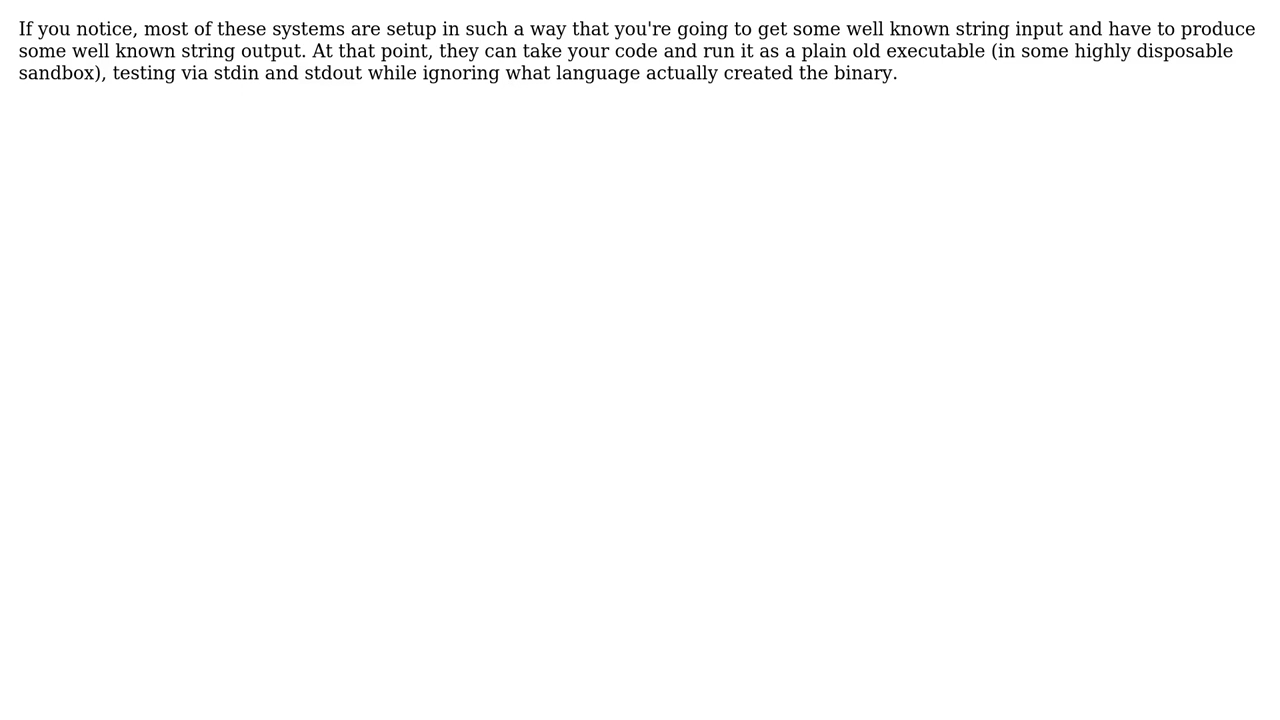 If you notice, most of these systems are setup in such a way that you're going to get some well known string input and have to produce
some well known string output. At that point, they can take your code and run it as a plain old executable (in some highly disposable
sandbox), testing via stdin and stdout while ignoring what language actually created the binary.